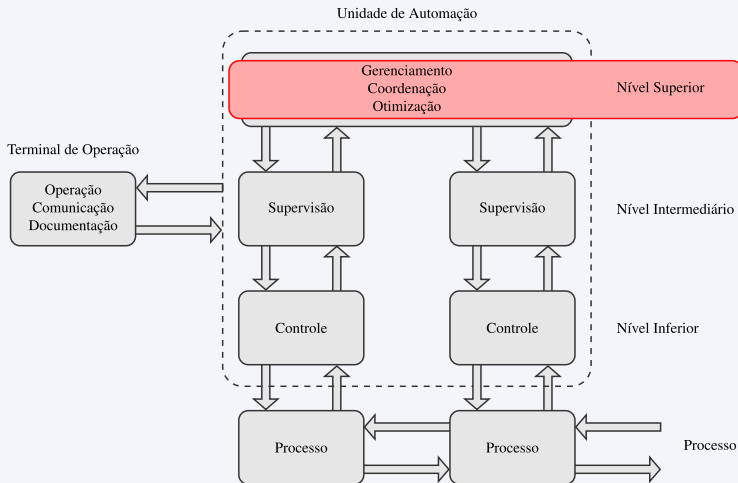 Unidade de Automação
Gerenciamento
Coordenação
Otimização
Nível Superior
Terminal de Operação
Operação
Comunicação
Documentação
Supervisão
Supervisão
Nível Intermediário
Controle
Controle
Nível Inferior
Processo
Processo
Processo